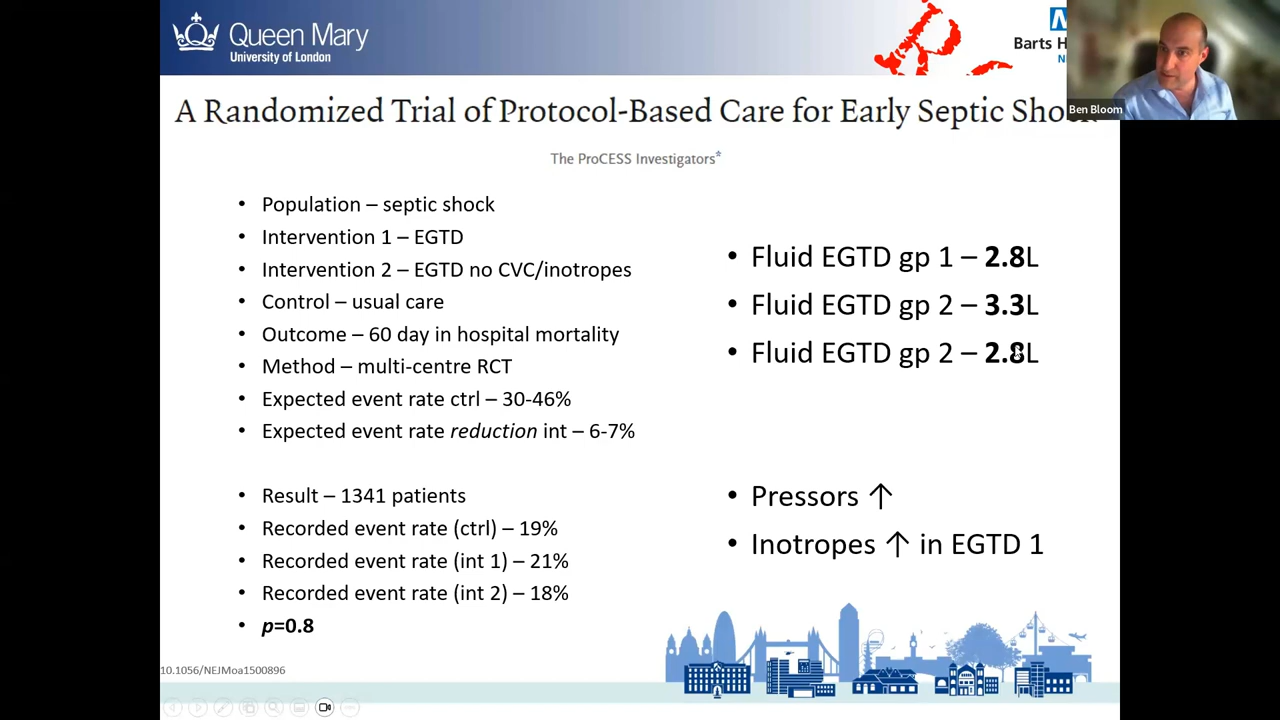 Queen Mary
University of London
Barts H
Ben Bloom
A Randomized Trial of Protocol-Based Care for Early Septic Shock
The ProCESS Investigators*
• Population – septic shock
• Intervention 1 – EGTD
• Intervention 2 – EGTD no CVC/inotropes
• Control – usual care
• Outcome – 60 day in hospital mortality
• Method – multi-centre RCT
• Expected event rate ctrl – 30-46%
• Expected event rate reduction int – 6-7%
• Result – 1341 patients
• Recorded event rate (ctrl) – 19%
• Recorded event rate (int 1) – 21%
• Recorded event rate (int 2) – 18%
• p=0.8
• Fluid EGTD gp 1 – 2.8L
• Fluid EGTD gp 2 – 3.3L
• Fluid EGTD gp 2 – 2.8L
• Pressors ↑
• Inotropes ↑ in EGTD 1
10.1056/NEJMoa1500896